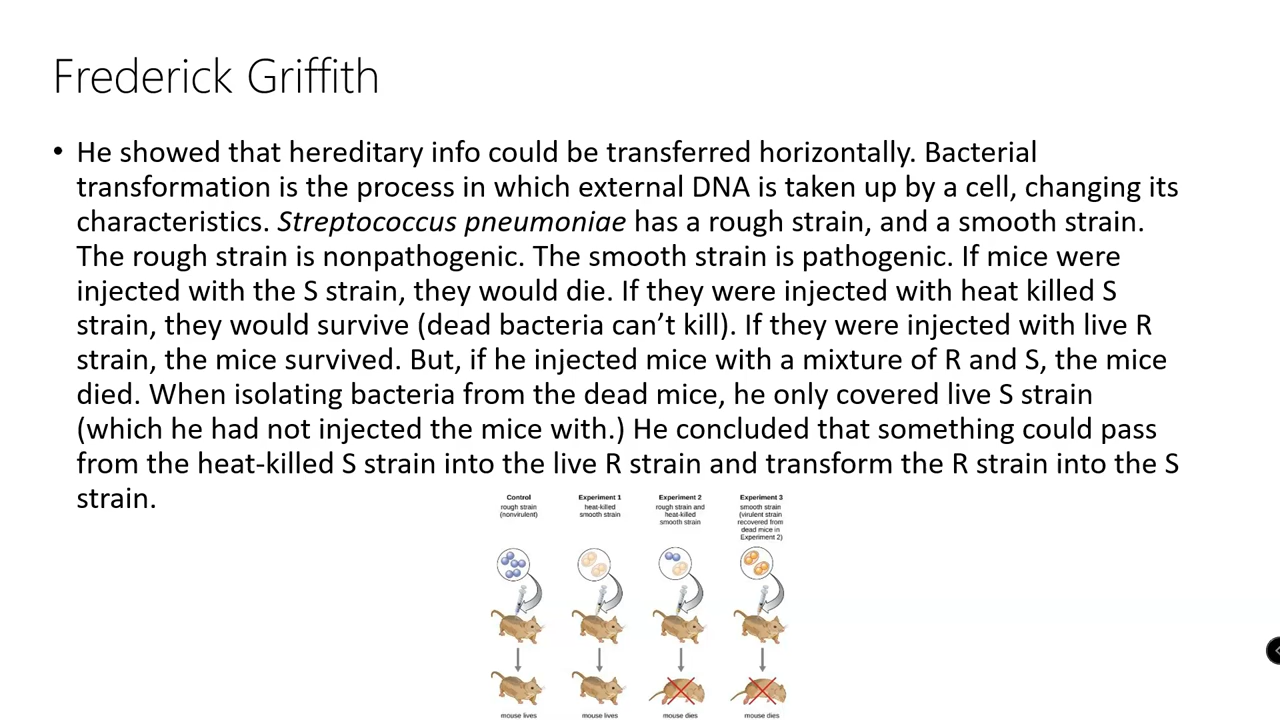 Frederick Griffith
• He showed that hereditary info could be transferred horizontally. Bacterial
transformation is the process in which external DNA is taken up by a cell, changing its
characteristics. Streptococcus pneumoniae has a rough strain, and a smooth strain.
The rough strain is nonpathogenic. The smooth strain is pathogenic. If mice were
injected with the S strain, they would die. If they were injected with heat killed S
strain, they would survive (dead bacteria can’t kill). If they were injected with live R
strain, the mice survived. But, if he injected mice with a mixture of R and S, the mice
died. When isolating bacteria from the dead mice, he only covered live S strain
(which he had not injected the mice with.) He concluded that something could pass
from the heat-killed S strain into the live R strain and transform the R strain into the S
strain.
Control
rough strain
(nonvirulent)
Experiment 1
heat-killed
smooth strain
Experiment 2
rough strain and
heat-killed
smooth strain
Experiment 3
smooth strain
(virulent strain
recovered from
dead mice in
Experiment 2)
mouse lives
mouse lives
mouse dies
mouse dies